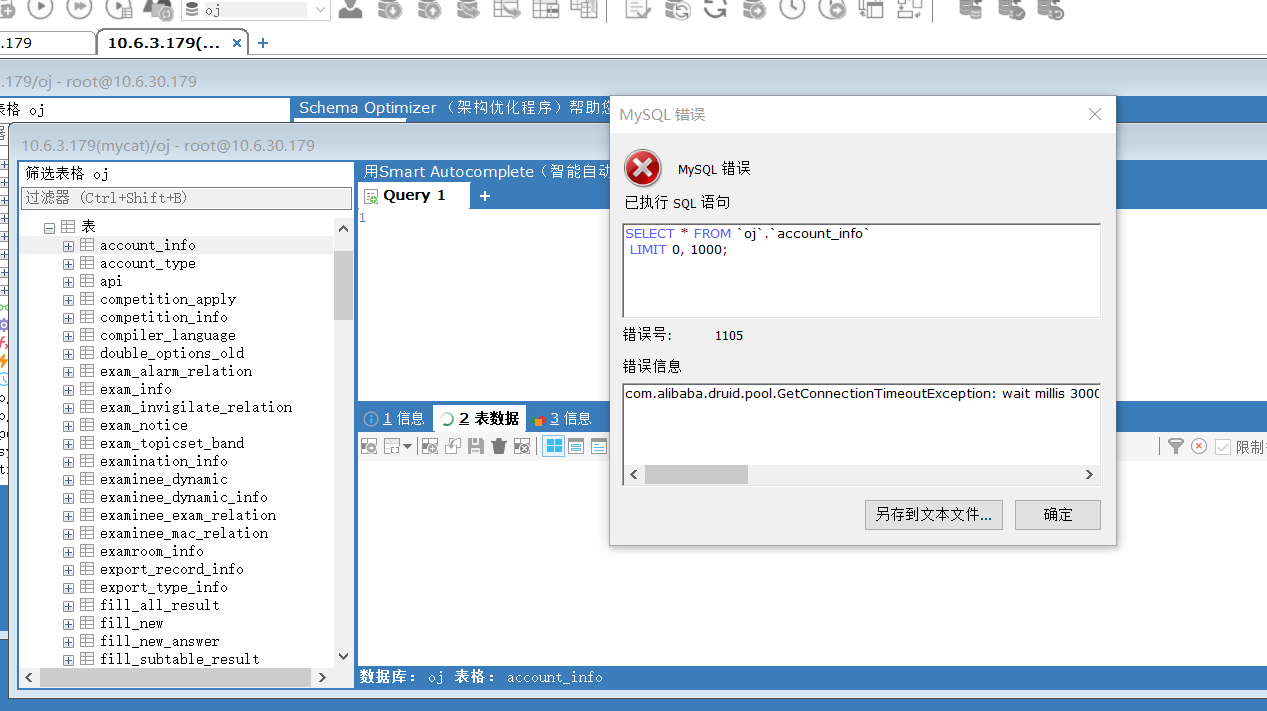 oj
.179
10.6.3.179(...
.179/oj - root@10.6.30.179
表格 oj
Schema Optimizer （架构优化程序）帮助您
10.6.3.179(mycat)/oj - root@10.6.30.179
筛选表格 oj
过滤器 (Ctrl+Shift+B)
表
account_info
account_type
api
competition_apply
competition_info
compiler_language
double_options_old
exam_alarm_relation
exam_info
exam_invigilate_relation
exam_notice
exam_topicset_band
examination_info
examinee_dynamic
examinee_dynamic_info
examinee_exam_relation
examinee_mac_relation
examroom_info
export_record_info
export_type_info
fill_all_result
fill_new
fill_new_answer
fill_subtable_result
用Smart Autocomplete（智能自动
Query 1
1
1 信息
2 表数据
3 信息
限制
数据库: oj 表格: account_info
MySQL 错误
MySQL 错误
已执行 SQL 语句
SELECT * FROM `oj`.`account_info`
LIMIT 0, 1000;
错误号: 1105
错误信息
com.alibaba.druid.pool.GetConnectionTimeoutException: wait millis 3000
另存到文本文件...
确定